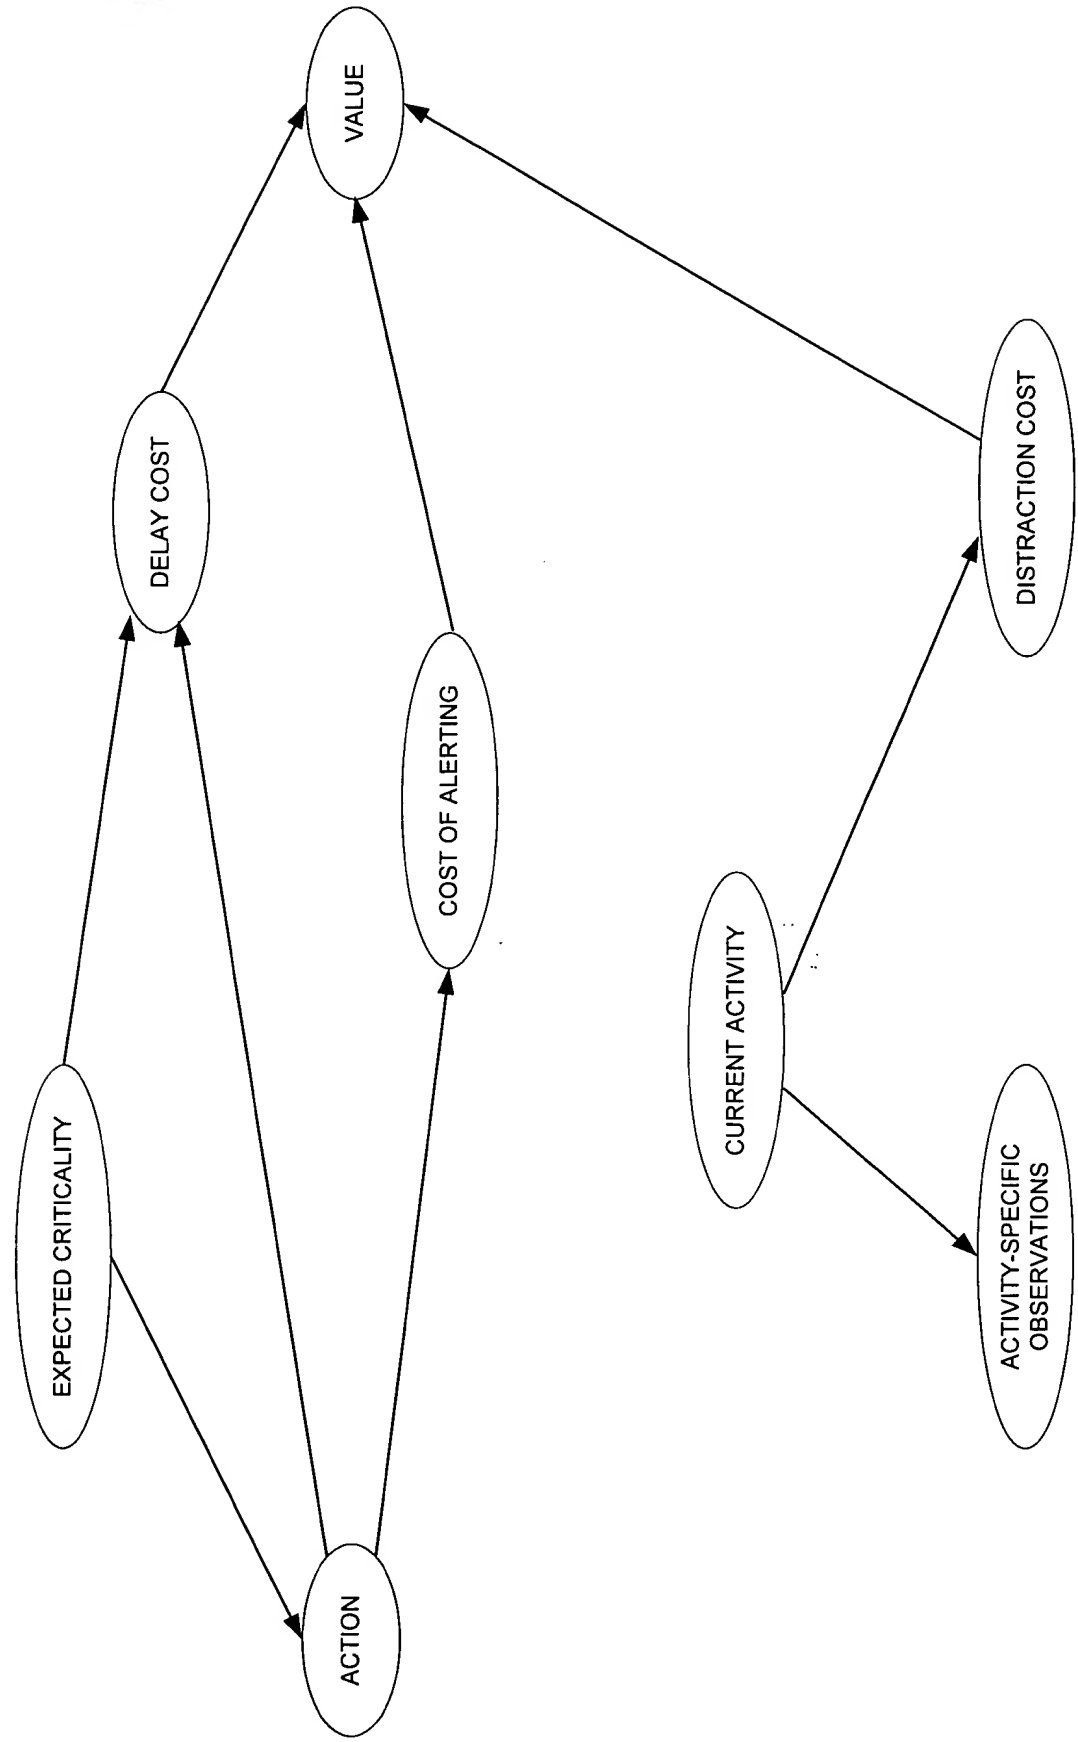 EXPECTED CRITICALITY
DELAY COST
ACTION
VALUE
COST OF ALERTING
CURRENT ACTIVITY
ACTIVITY-SPECIFIC
OBSERVATIONS
DISTRACTION COST